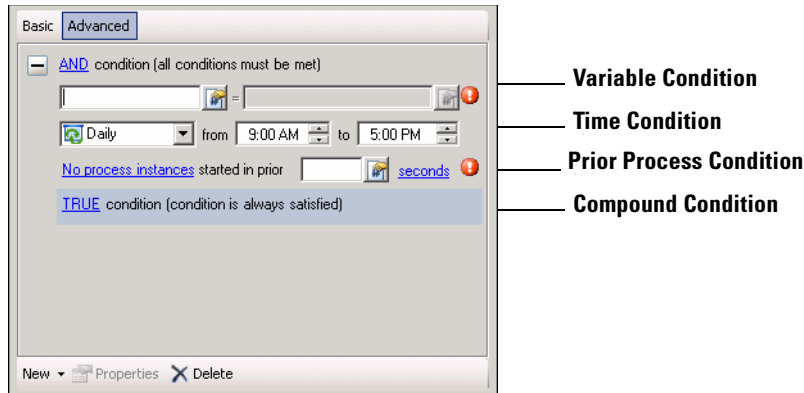 Basic Advanced
AND condition (all conditions must be met)
=
Variable Condition
Daily from 9:00 AM to 5:00 PM
Time Condition
No process instances started in prior seconds
Prior Process Condition
TRUE condition (condition is always satisfied)
Compound Condition
New Properties Delete